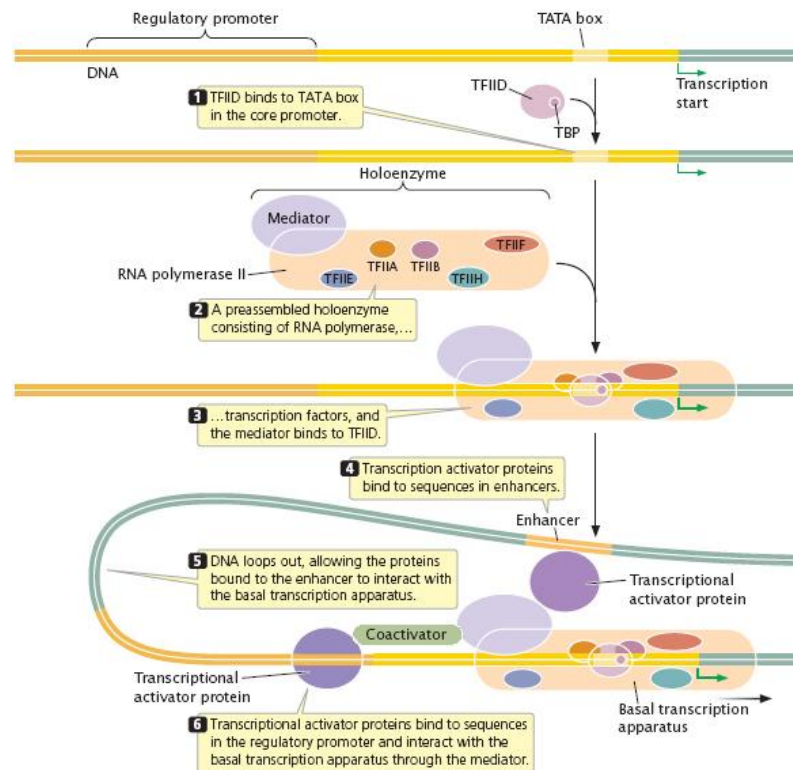 Regulatory promoter
TATA box
DNA
Transcription
start
TFIID
TBP
1 TFIID binds to TATA box
in the core promoter.
Holoenzyme
Mediator
TFIIF
TFIIA
TFIIB
RNA polymerase II
TFIIE
TFIIH
2 A preassembled holoenzyme
consisting of RNA polymerase,...
3 ...transcription factors, and
the mediator binds to TFIID.
4 Transcription activator proteins
bind to sequences in enhancers.
Enhancer
5 DNA loops out, allowing the proteins
bound to the enhancer to interact with
the basal transcription apparatus.
Transcriptional
activator protein
Coactivator
Transcriptional
activator protein
Basal transcription
apparatus
6 Transcriptional activator proteins bind to sequences
in the regulatory promoter and interact with the
basal transcription apparatus through the mediator.